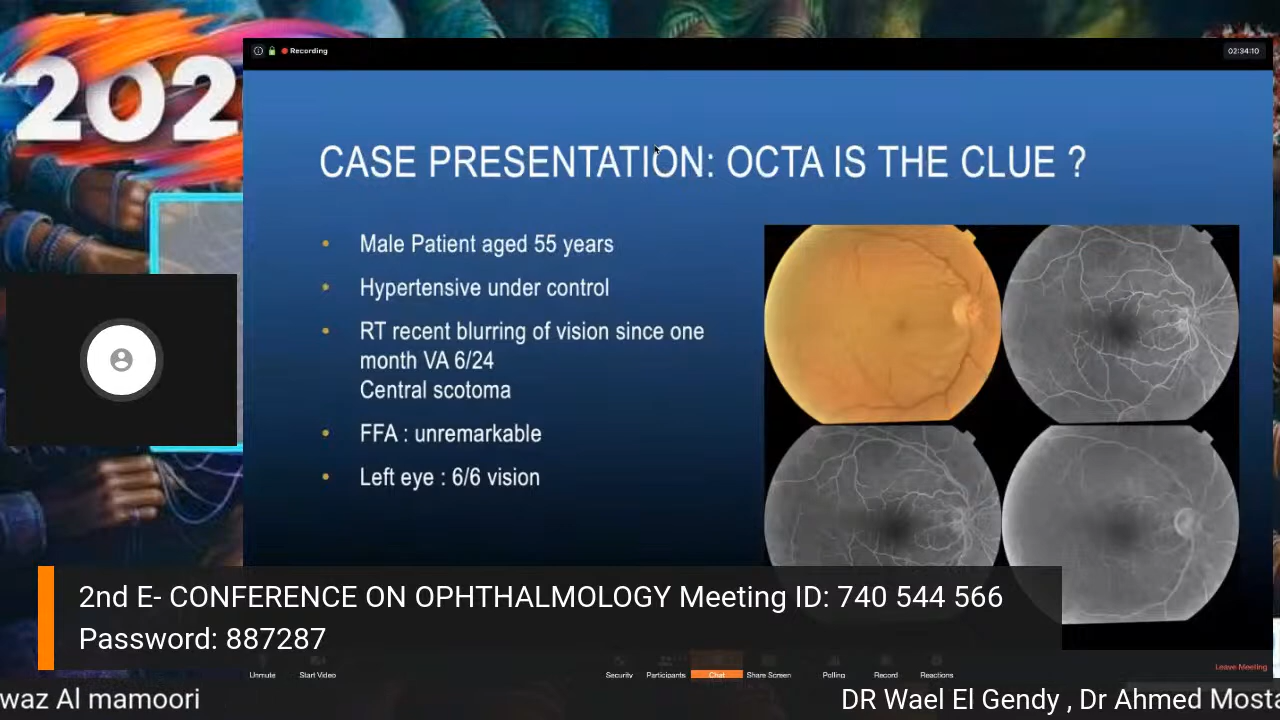 202
Recording
02:34:10
CASE PRESENTATION: OCTA IS THE CLUE ?
• Male Patient aged 55 years
• Hypertensive under control
• RT recent blurring of vision since one
month VA 6/24
Central scotoma
• FFA : unremarkable
• Left eye : 6/6 vision
2nd E- CONFERENCE ON OPHTHALMOLOGY Meeting ID: 740 544 566
Password: 887287
Unmute Start Video Security Participants Chat Share Screen Polling Record Reactions Leave Meeting
waz Al mamoori DR Wael El Gendy , Dr Ahmed Mosta